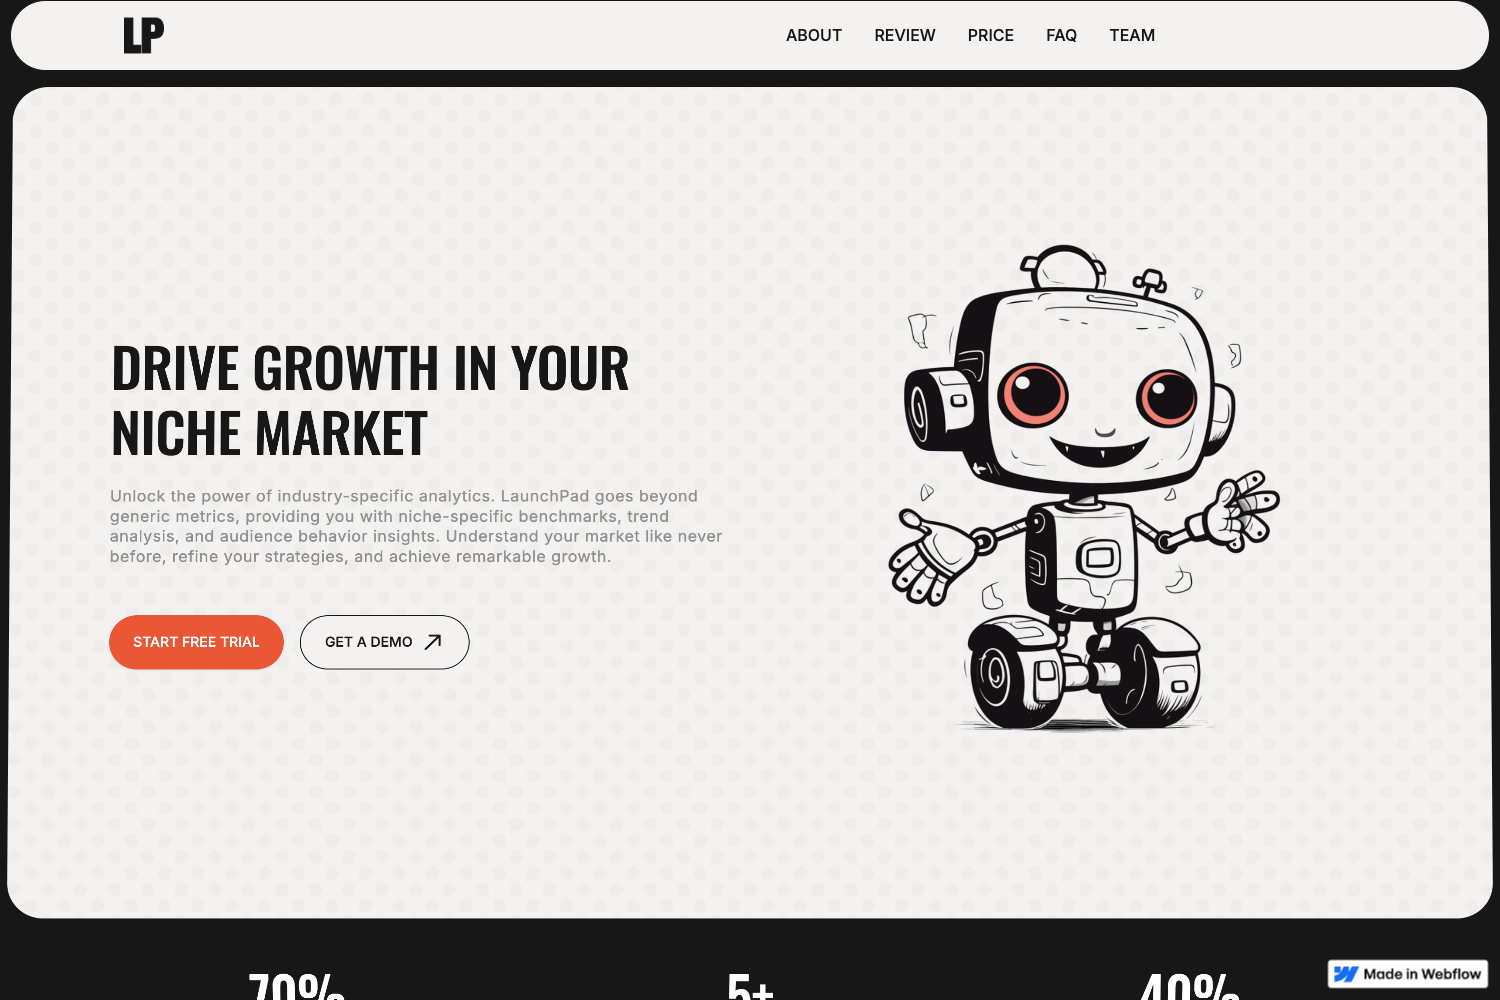 LP
ABOUT REVIEW PRICE FAQ TEAM
DRIVE GROWTH IN YOUR
NICHE MARKET
Unlock the power of industry-specific analytics. LaunchPad goes beyond
generic metrics, providing you with niche-specific benchmarks, trend
analysis, and audience behavior insights. Understand your market like never
before, refine your strategies, and achieve remarkable growth.
START FREE TRIAL GET A DEMO
70% 5+ 40%
Made in Webflow